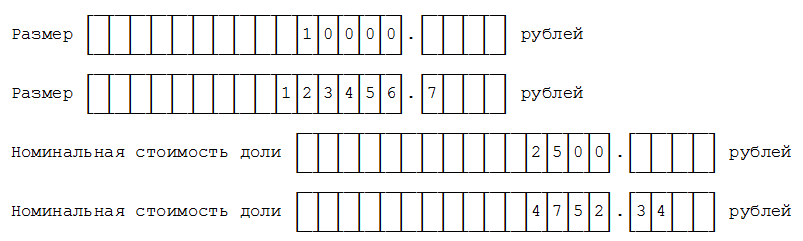 Размер 10000. рублей
Размер 123456.7 рублей
Номинальная стоимость доли 2500. рублей
Номинальная стоимость доли 4752.34 рублей